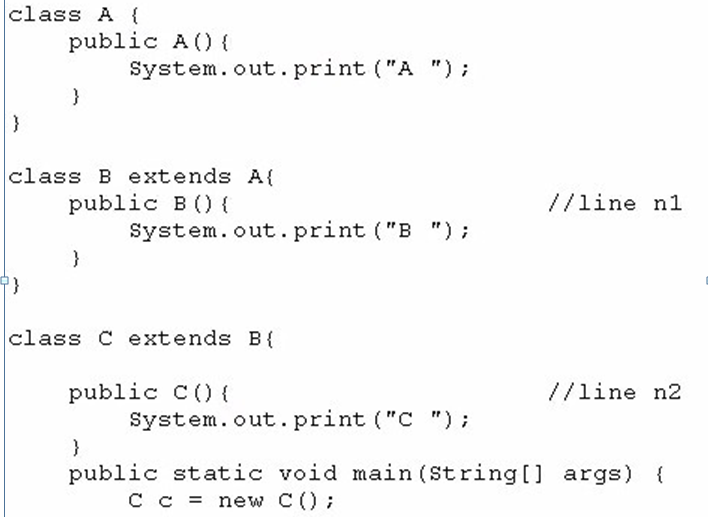 class A {
    public A(){
        System.out.print("A ");
    }
}
class B extends A{
    public B(){                //line n1
        System.out.print("B ");
    }
}
class C extends B{
    public C(){                //line n2
        System.out.print("C ");
    }
    public static void main(String[] args) {
        C c = new C();